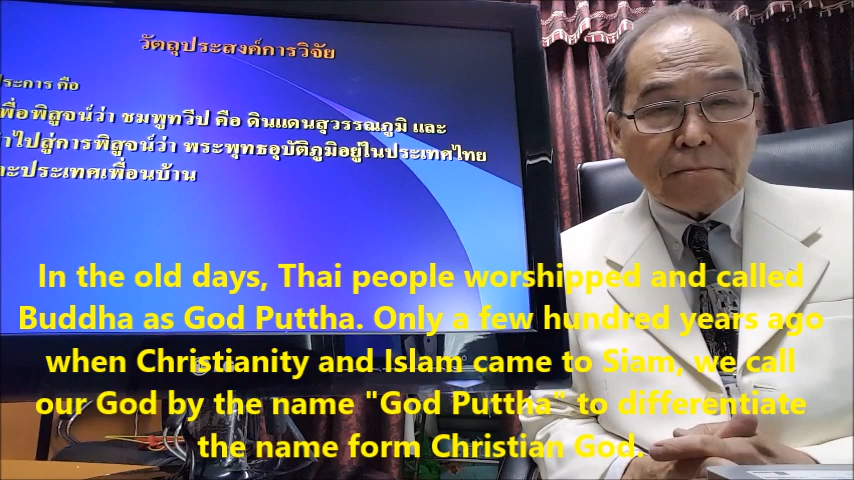 วัตถุประสงค์การวิจัย
ประการ คือ
เพื่อพิสูจน์ว่า ชมพูทวีป คือ ดินแดนสุวรรณภูมิ และ
ไปสู่การพิสูจน์ว่า พระพุทธอุบัติภูมิอยู่ในประเทศไทย
ประเทศเพื่อนบ้าน
In the old days, Thai people worshipped and called
Buddha as God Puttha. Only a few hundred years ago
when Christianity and Islam came to Siam, we call
our God by the name "God Puttha" to differentiate
the name form Christian God.